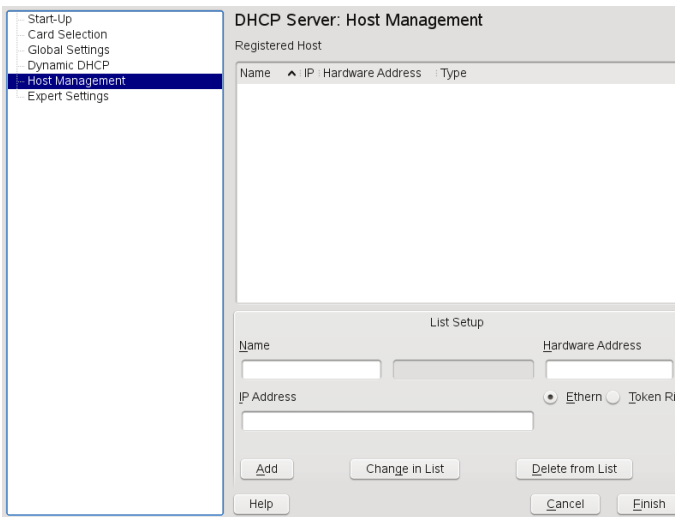 Start-Up
Card Selection
Global Settings
Dynamic DHCP
Host Management
Expert Settings
DHCP Server: Host Management
Registered Host
Name IP Hardware Address Type
List Setup
Name Hardware Address
IP Address Ethern Token Ri
Add Change in List Delete from List
Help Cancel Finish